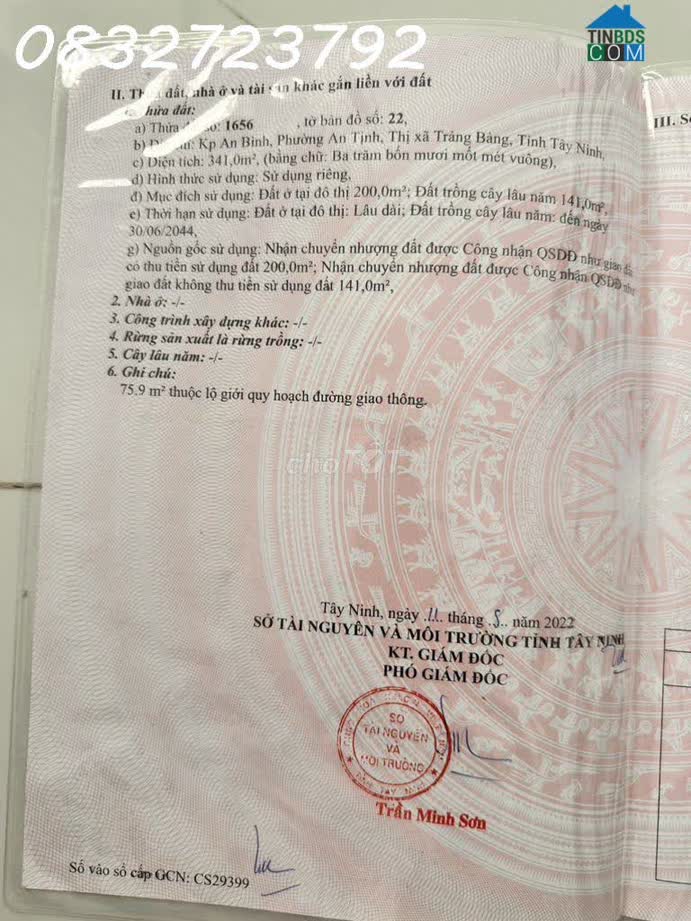 0832723792
TINBDS
COM
II. Thửa đất, nhà ở và tài sản khác gắn liền với đất
III. S
1. Thửa đất:
a) Thửa đất số: 1656 , tờ bản đồ số: 22,
b) Địa chỉ: Kp An Bình, Phường An Tịnh, Thị xã Trảng Bàng, Tỉnh Tây Ninh,
c) Diện tích: 341,0m², (bằng chữ: Ba trăm bốn mươi mốt mét vuông),
d) Hình thức sử dụng: Sử dụng riêng,
đ) Mục đích sử dụng: Đất ở tại đô thị 200,0m²; Đất trồng cây lâu năm 141,0m²,
e) Thời hạn sử dụng: Đất ở tại đô thị: Lâu dài; Đất trồng cây lâu năm: đến ngày
30/06/2044,
g) Nguồn gốc sử dụng: Nhận chuyển nhượng đất được Công nhận QSDĐ như giao đất
có thu tiền sử dụng đất 200,0m²; Nhận chuyển nhượng đất được Công nhận QSDĐ như
giao đất không thu tiền sử dụng đất 141,0m²,
2. Nhà ở: -/-
3. Công trình xây dựng khác: -/-
4. Rừng sản xuất là rừng trồng: -/-
5. Cây lâu năm: -/-
6. Ghi chú:
75.9 m² thuộc lộ giới quy hoạch đường giao thông.
choTỐT
Tây Ninh, ngày .11. tháng .5.. năm 2022
SỞ TÀI NGUYÊN VÀ MÔI TRƯỜNG TỈNH TÂY NINH
KT. GIÁM ĐỐC
PHÓ GIÁM ĐỐC
SỞ
TÀI NGUYÊN
VÀ
MÔI TRƯỜNG
TỈNH TÂY NINH
Trần Minh Sơn
Số vào sổ cấp GCN: CS29399